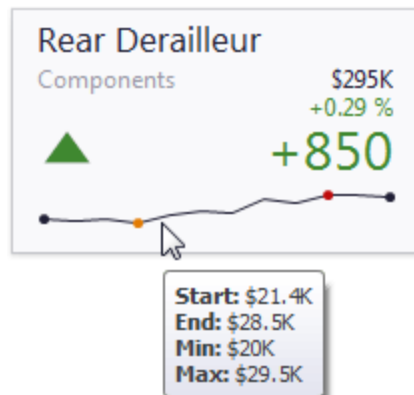 Rear Derailleur
Components $295K
+0.29 %
+850
Start: $21.4K
End: $28.5K
Min: $20K
Max: $29.5K